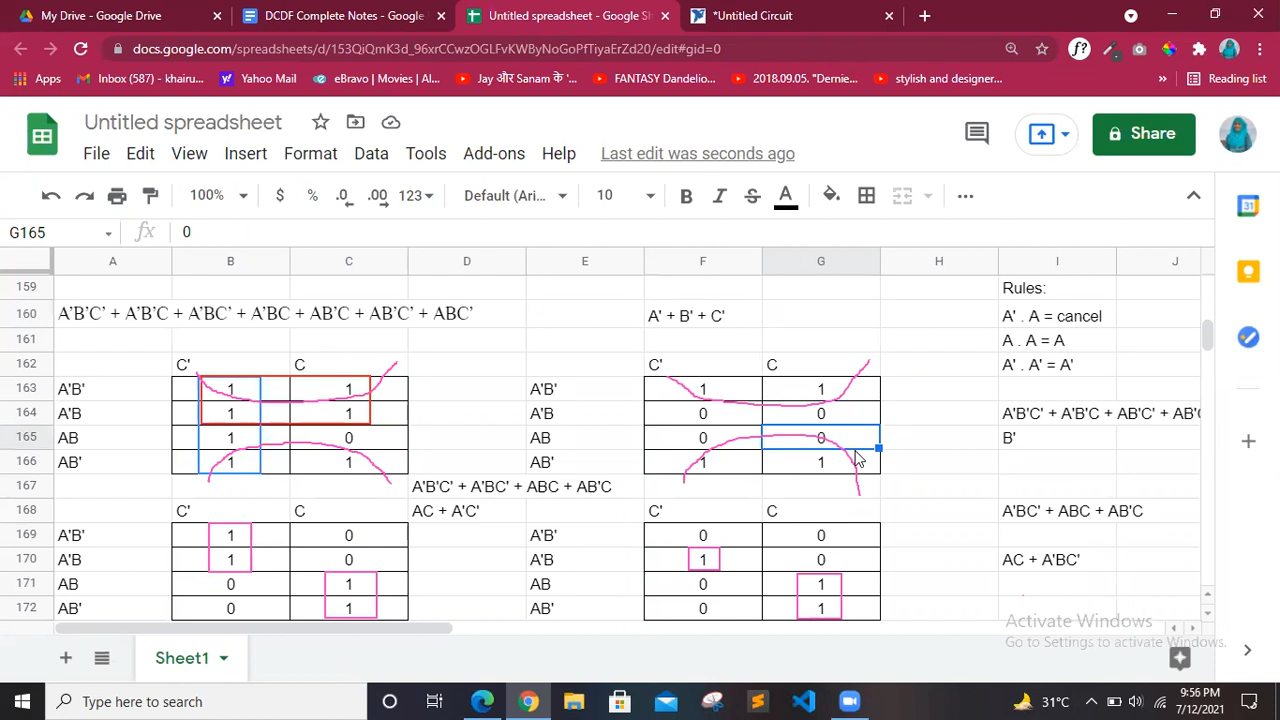 My Drive - Google Drive
DCDF Complete Notes - Google
Untitled spreadsheet - Google Sh
*Untitled Circuit
docs.google.com/spreadsheets/d/153QiQmK3d_96xrCCwzOGLFvKWByNoGoPfTiyaErZd20/edit#gid=0
Apps
Inbox (587) - khairu...
Yahoo Mail
eBravo | Movies | Al...
Jay और Sanam के '...
FANTASY Dandelio...
2018.09.05. "Dernie...
stylish and designer...
Reading list
Untitled spreadsheet
File Edit View Insert Format Data Tools Add-ons Help Last edit was seconds ago
Share
100% $ % .0 .00 123 Default (Ari... 10 B I S A
G165 fx 0
A B C D E F G H I J
159 Rules:
160 A'B'C' + A'B'C + A'BC' + A'BC + AB'C + AB'C' + ABC' A' + B' + C' A' . A = cancel
161 A . A = A
162 C' C C' C A' . A' = A'
163 A'B' 1 1 A'B' 1 1
164 A'B 1 1 A'B 0 0 A'B'C' + A'B'C + AB'C' + AB'C
165 AB 1 0 AB 0 0 B'
166 AB' 1 1 AB' 1 1
167 A'B'C' + A'BC' + ABC + AB'C
168 C' C AC + A'C' C' C A'BC' + ABC + AB'C
169 A'B' 1 0 A'B' 0 0
170 A'B 1 0 A'B 1 0 AC + A'BC'
171 AB 0 1 AB 0 1
172 AB' 0 1 AB' 0 1
Activate Windows
Go to Settings to activate Windows.
Sheet1
Type here to search
31°C
9:56 PM
7/12/2021